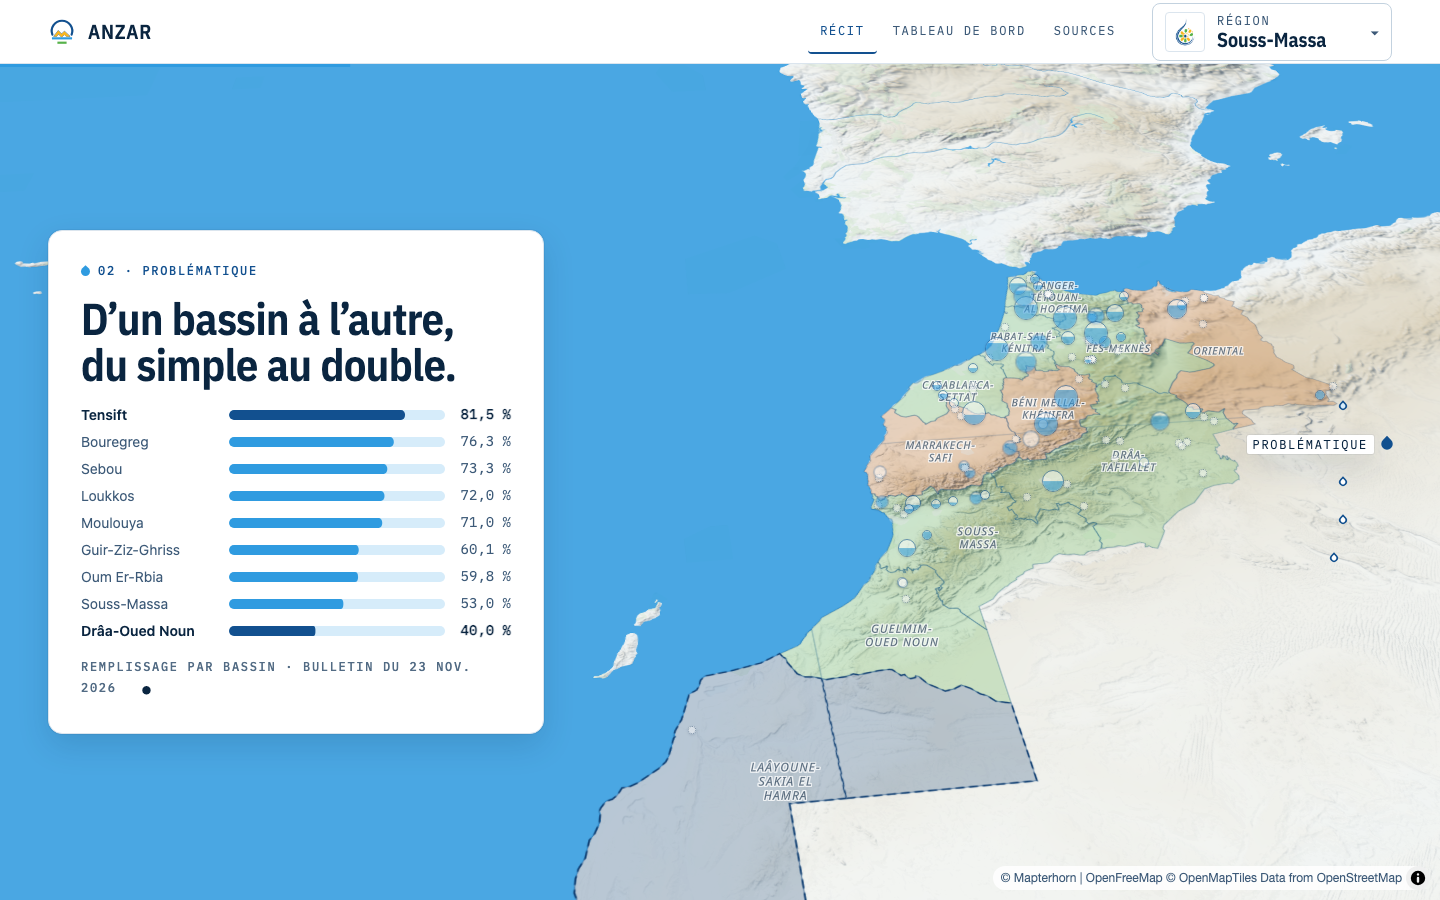 ANZAR
RÉCIT
TABLEAU DE BORD
SOURCES
RÉGION
Souss-Massa
02 · PROBLÉMATIQUE
D’un bassin à l’autre,
du simple au double.
Tensift 81,5 %
Bouregreg 76,3 %
Sebou 73,3 %
Loukkos 72,0 %
Moulouya 71,0 %
Guir-Ziz-Ghriss 60,1 %
Oum Er-Rbia 59,8 %
Souss-Massa 53,0 %
Drâa-Oued Noun 40,0 %
REMPLISSAGE PAR BASSIN · BULLETIN DU 23 NOV.
2026
TANGER-
TÉTOUAN-
AL HOCEIMA
RABAT-SALÉ-
KÉNITRA
FÈS-MEKNÈS
ORIENTAL
CASABLANCA-
SETTAT
BÉNI MELLAL-
KHÉNIFRA
MARRAKECH-
SAFI
DRÂA-
TAFILALET
PROBLÉMATIQUE
SOUSS-
MASSA
GUELMIM-
OUED NOUN
LAÂYOUNE-
SAKIA EL
HAMRA
© Mapterhorn | OpenFreeMap © OpenMapTiles Data from OpenStreetMap